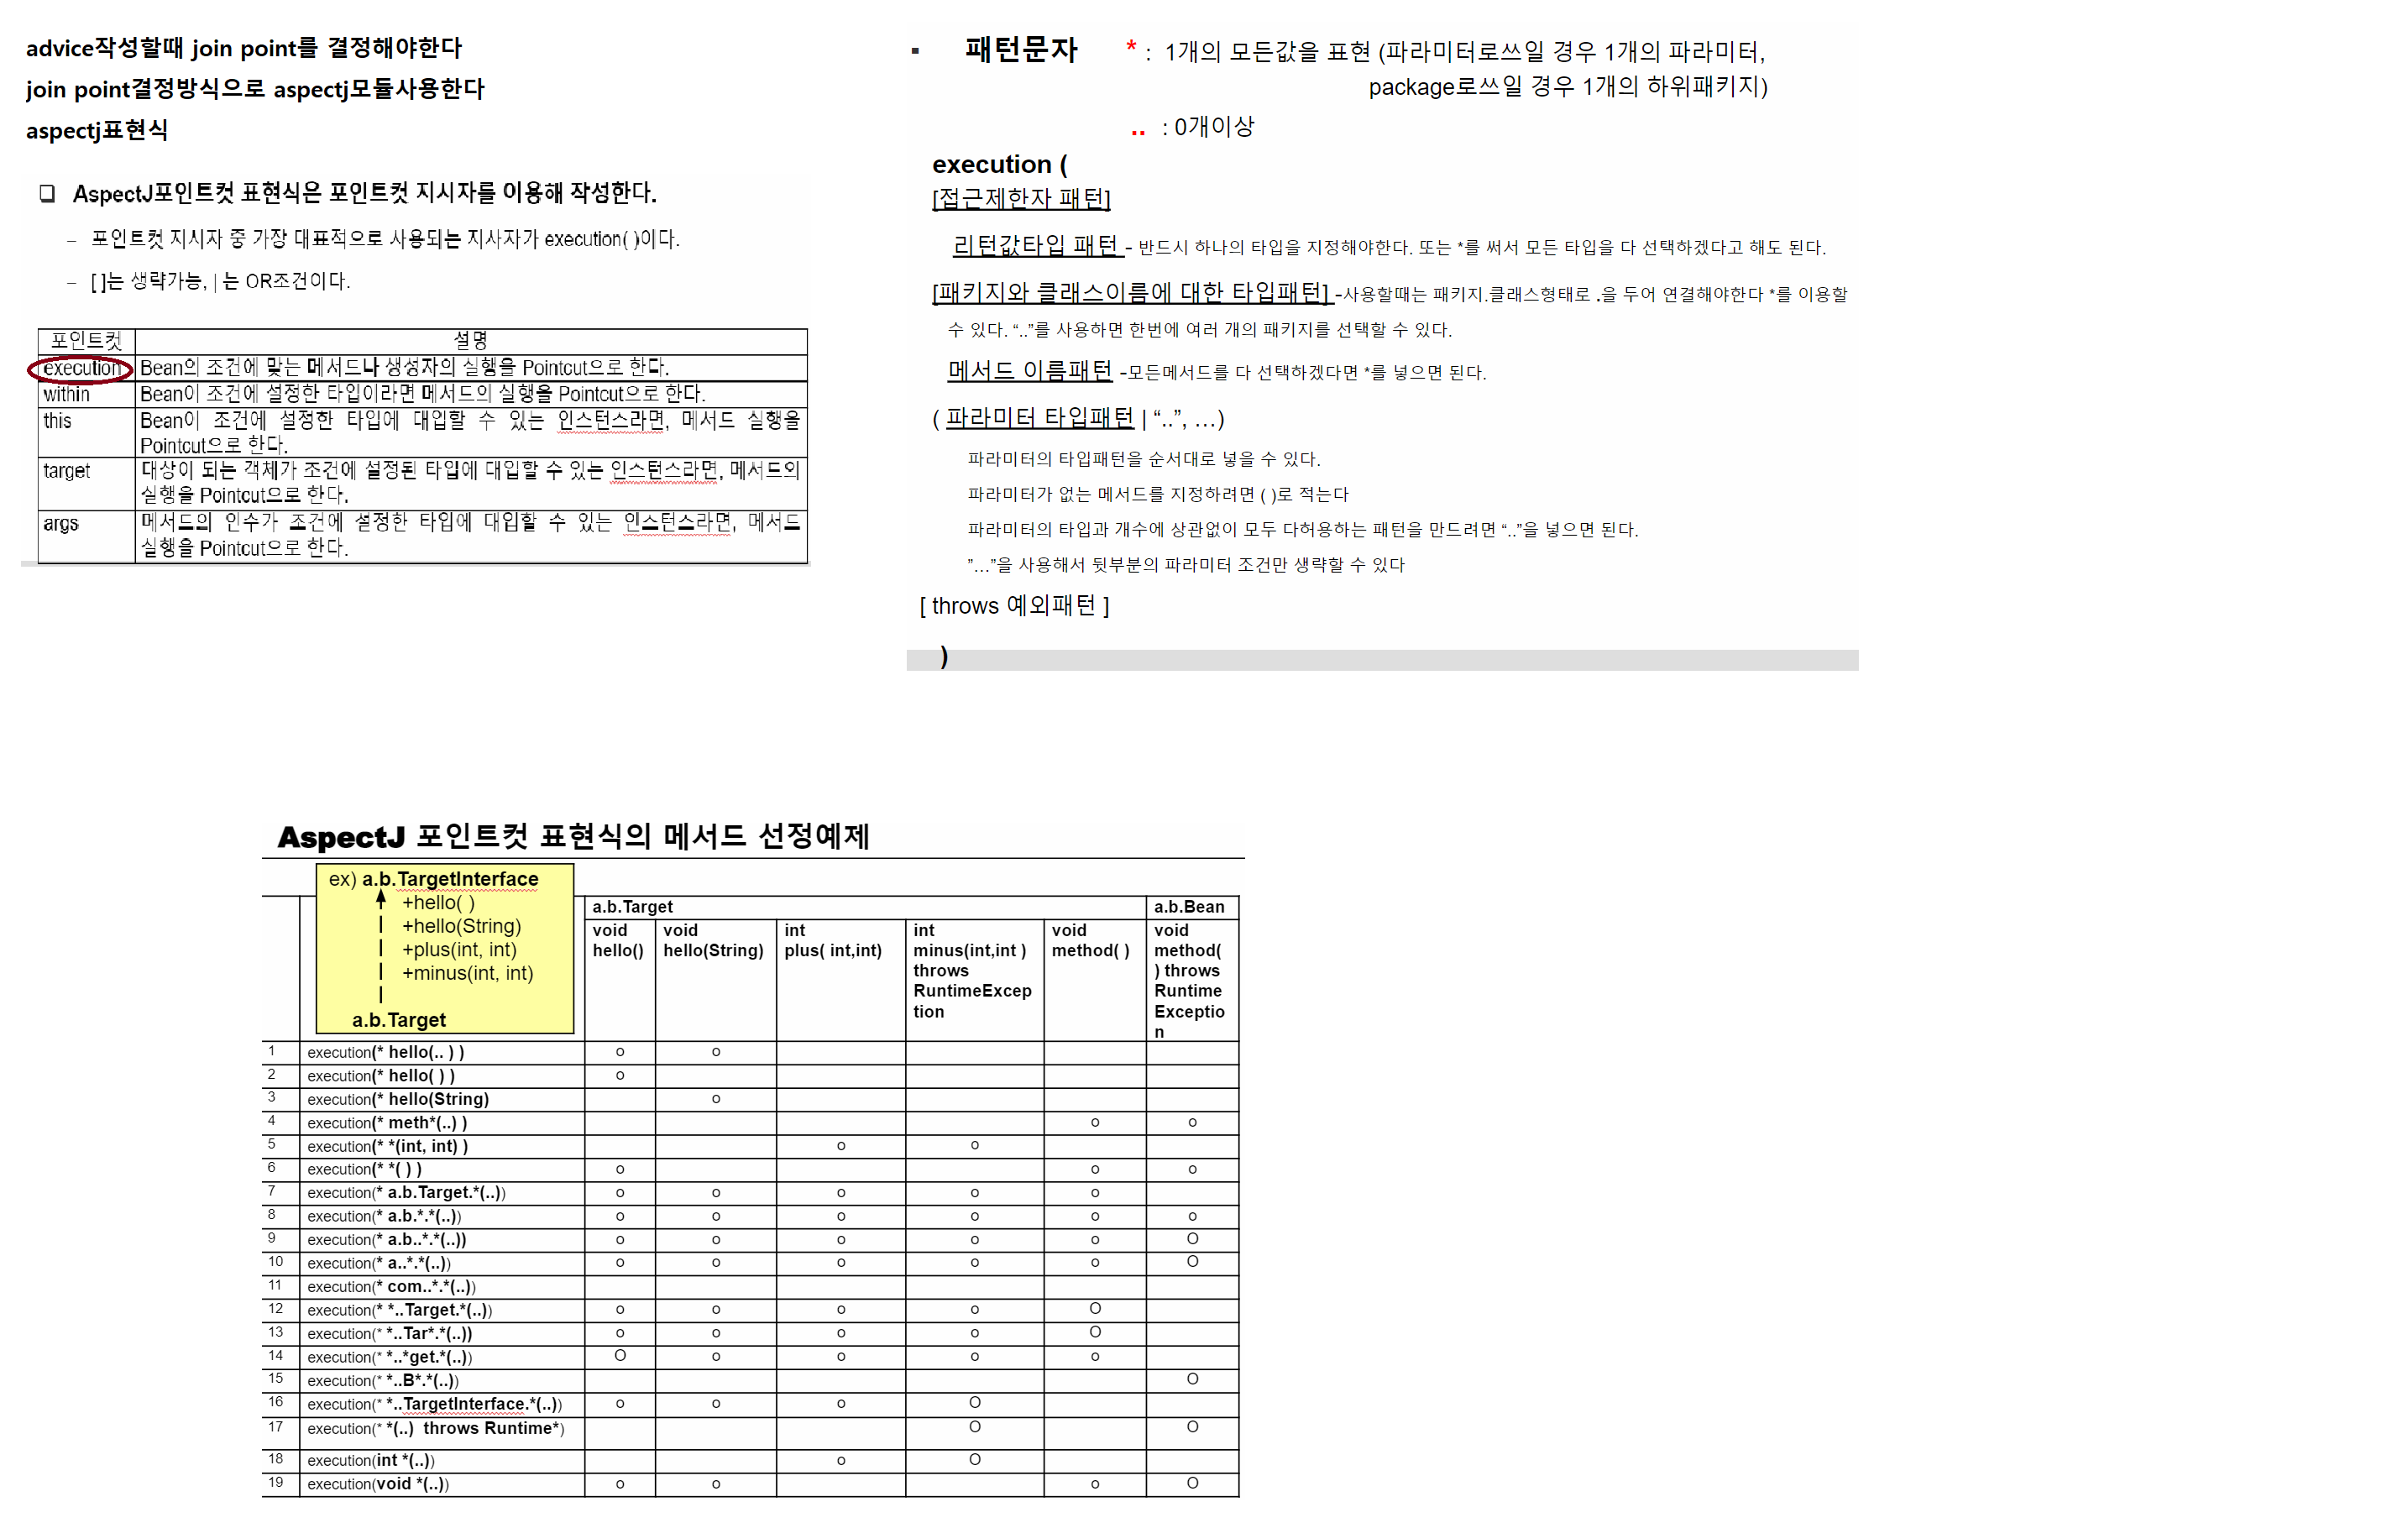 advice작성할때 join point를 결정해야한다
join point결정방식으로 aspectj모듈사용한다
aspectj표현식
❑ AspectJ포인트컷 표현식은 포인트컷 지시자를 이용해 작성한다.
– 포인트컷 지시자 중 가장 대표적으로 사용되는 지사자가 execution( )이다.
– [ ]는 생략가능, | 는 OR조건이다.
포인트컷 설명
execution Bean의 조건에 맞는 메서드나 생성자의 실행을 Pointcut으로 한다.
within Bean이 조건에 설정한 타입이라면 메서드의 실행을 Pointcut으로 한다.
this Bean이 조건에 설정한 타입에 대입할 수 있는 인스턴스라면, 메서드 실행을
Pointcut으로 한다.
target 대상이 되는 객체가 조건에 설정된 타입에 대입할 수 있는 인스턴스라면, 메서드의
실행을 Pointcut으로 한다.
args 메서드의 인수가 조건에 설정한 타입에 대입할 수 있는 인스턴스라면, 메서드
실행을 Pointcut으로 한다.
▪ 패턴문자 * : 1개의 모든값을 표현 (파라미터로쓰일 경우 1개의 파라미터,
package로쓰일 경우 1개의 하위패키지)
.. : 0개이상
execution (
[접근제한자 패턴]
리턴값타입 패턴 - 반드시 하나의 타입을 지정해야한다. 또는 *를 써서 모든 타입을 다 선택하겠다고 해도 된다.
[패키지와 클래스이름에 대한 타입패턴] -사용할때는 패키지.클래스형태로 .을 두어 연결해야한다 *를 이용할
수 있다. “..”를 사용하면 한번에 여러 개의 패키지를 선택할 수 있다.
메서드 이름패턴 -모든메서드를 다 선택하겠다면 *를 넣으면 된다.
( 파라미터 타입패턴 | “..”, …)
파라미터의 타입패턴을 순서대로 넣을 수 있다.
파라미터가 없는 메서드를 지정하려면 ( )로 적는다
파라미터의 타입과 개수에 상관없이 모두 다허용하는 패턴을 만드려면 “..”을 넣으면 된다.
”…”을 사용해서 뒷부분의 파라미터 조건만 생략할 수 있다
[ throws 예외패턴 ]
)
AspectJ 포인트컷 표현식의 메서드 선정예제
ex) a.b.TargetInterface
+hello( )
+hello(String)
+plus(int, int)
+minus(int, int)
a.b.Target
a.b.Target a.b.Bean
void
hello()
void
hello(String)
int
plus( int,int)
int
minus(int,int )
throws
RuntimeExcep
tion
void
method( )
void
method(
) throws
Runtime
Exceptio
n
1 execution(* hello(.. ) ) o o
2 execution(* hello( ) ) o
3 execution(* hello(String) o
4 execution(* meth*(..) ) o o
5 execution(* *(int, int) ) o o
6 execution(* *( ) ) o o o
7 execution(* a.b.Target.*(..)) o o o o o
8 execution(* a.b.*.*(..)) o o o o o o
9 execution(* a.b..*.*(..)) o o o o o O
10 execution(* a..*.*(..)) o o o o o O
11 execution(* com..*.*(..))
12 execution(* *..Target.*(..)) o o o o O
13 execution(* *..Tar*.*(..)) o o o o O
14 execution(* *..*get.*(..)) O o o o o
15 execution(* *..B*.*(..)) O
16 execution(* *..TargetInterface.*(..)) o o o O
17 execution(* *(..) throws Runtime*) O O
18 execution(int *(..)) o O
19 execution(void *(..)) o o o O